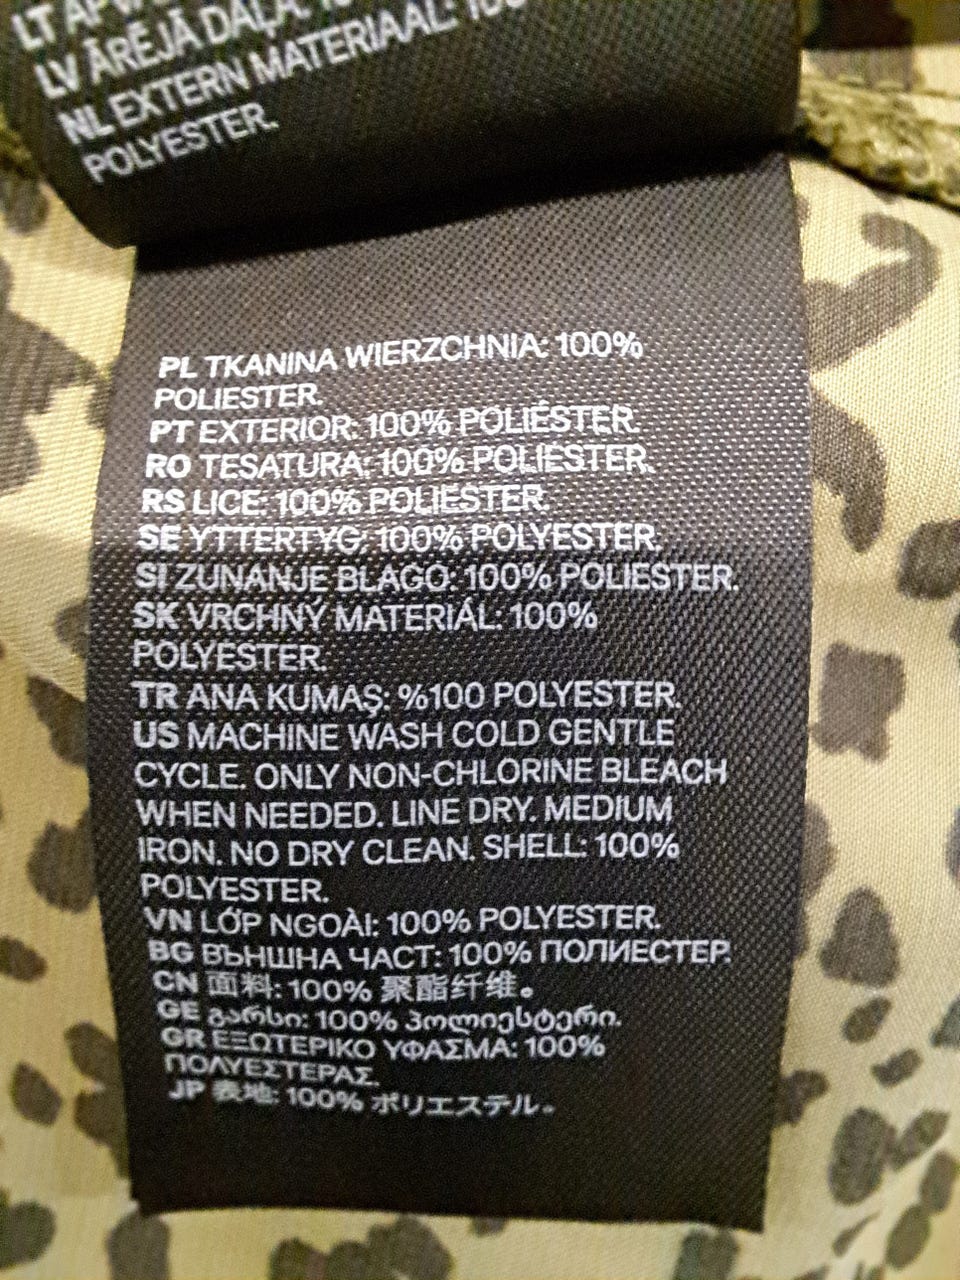 LT
LV ĀRĒJĀ DAĻA:
NL EXTERN MATERIAAL:
POLYESTER.
PL TKANINA WIERZCHNIA: 100%
POLIESTER.
PT EXTERIOR: 100% POLIÉSTER.
RO TESATURA: 100% POLIESTER.
RS LICE: 100% POLIESTER.
SE YTTERTYG: 100% POLYESTER.
SI ZUNANJE BLAGO: 100% POLIESTER.
SK VRCHNÝ MATERIÁL: 100%
POLYESTER.
TR ANA KUMAŞ: %100 POLYESTER.
US MACHINE WASH COLD GENTLE
CYCLE. ONLY NON-CHLORINE BLEACH
WHEN NEEDED. LINE DRY. MEDIUM
IRON. NO DRY CLEAN. SHELL: 100%
POLYESTER.
VN LỚP NGOÀI: 100% POLYESTER.
BG ВЪНШНА ЧАСТ: 100% ПОЛИЕСТЕР.
CN 面料: 100% 聚酯纤维。
GE გარსი: 100% პოლიესტერი.
GR ΕΞΩΤΕΡΙΚΟ ΥΦΑΣΜΑ: 100%
ΠΟΛΥΕΣΤΕΡΑΣ.
JP 表地: 100% ポリエステル。